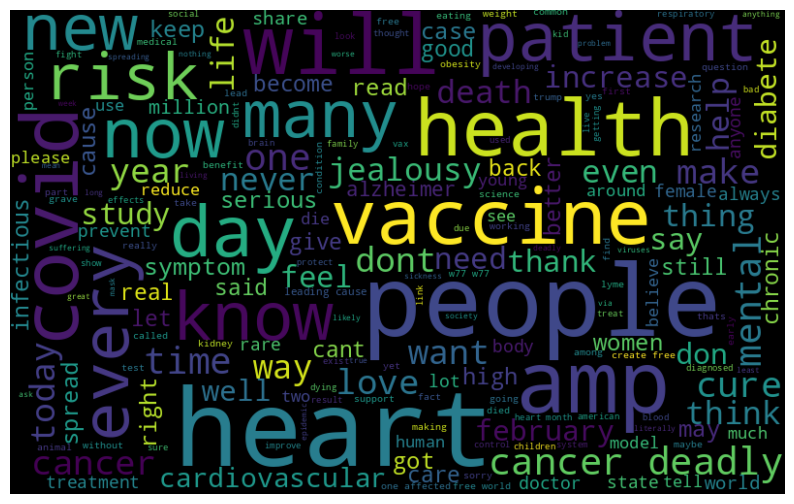 new
will
patient
risk
life
keep
share
case
good
social
free
thought
eating
weight
common
kid
respiratory
anything
person
medical
fight
nothing
spreading
look
worse
obesity
developing
problem
question
bad
increase
diabete
become
read
death
help
research
anyone
use
million
cause
didnt
lead
hope
trump
yes
live
getting
used
first
now
many
health
please
year
one
brain
family
vax
covid
part
long
reduce
benefit
living
condition
jealousy
back
even
make
never
alzheimer
young
science
around
female
always
better
study
serious
grave
effects
take
infectious
prevent
die
day
vaccine
see
due
working
thing
suffering
really
give
dont
need
thank
say
symptom
feel
said
protect
sickness
viruses
find
still
believe
mental
chronic
show
great
mask
real
rare
leading cause
link
w77 w77
lyme
via
treat
thats
every
know
let
likely
society
people
early
today
called
kidney
cant
body
women
don
time
want
among
create free
diagnosed
least
spread
test
exist
true
yet
way
right
well
two
love
lot
high
amp
cure
think
ask
dying
result
support
fact
going
died
heart month
american
blood
literally
maybe
without
epidemic
making
human
february
may
much
heart
cancer
animal
sure
improve
got
control
system
children
model
treatment
cardiovascular
care
sorry
one affected
free world
doctor
cancer deadly
state
tell
world